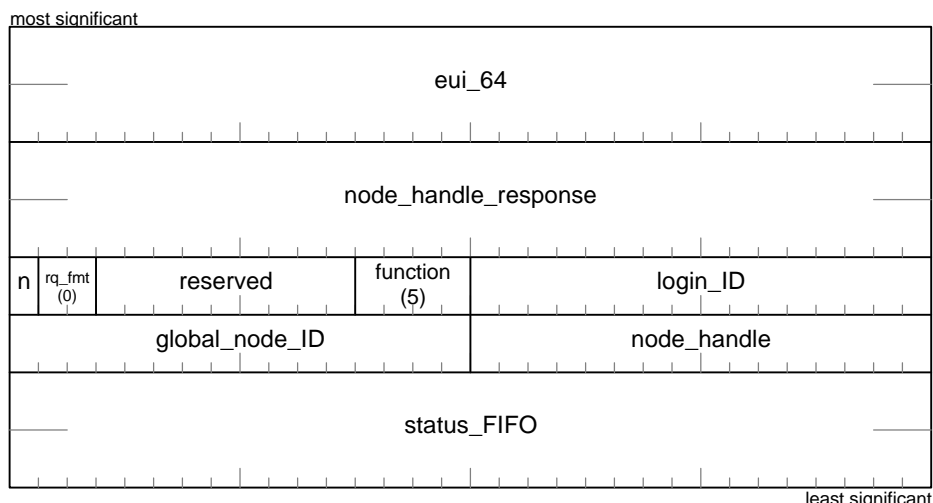 most significant
eui_64
node_handle_response
n rq_fmt (0) reserved function (5) login_ID
global_node_ID node_handle
status_FIFO
least significant